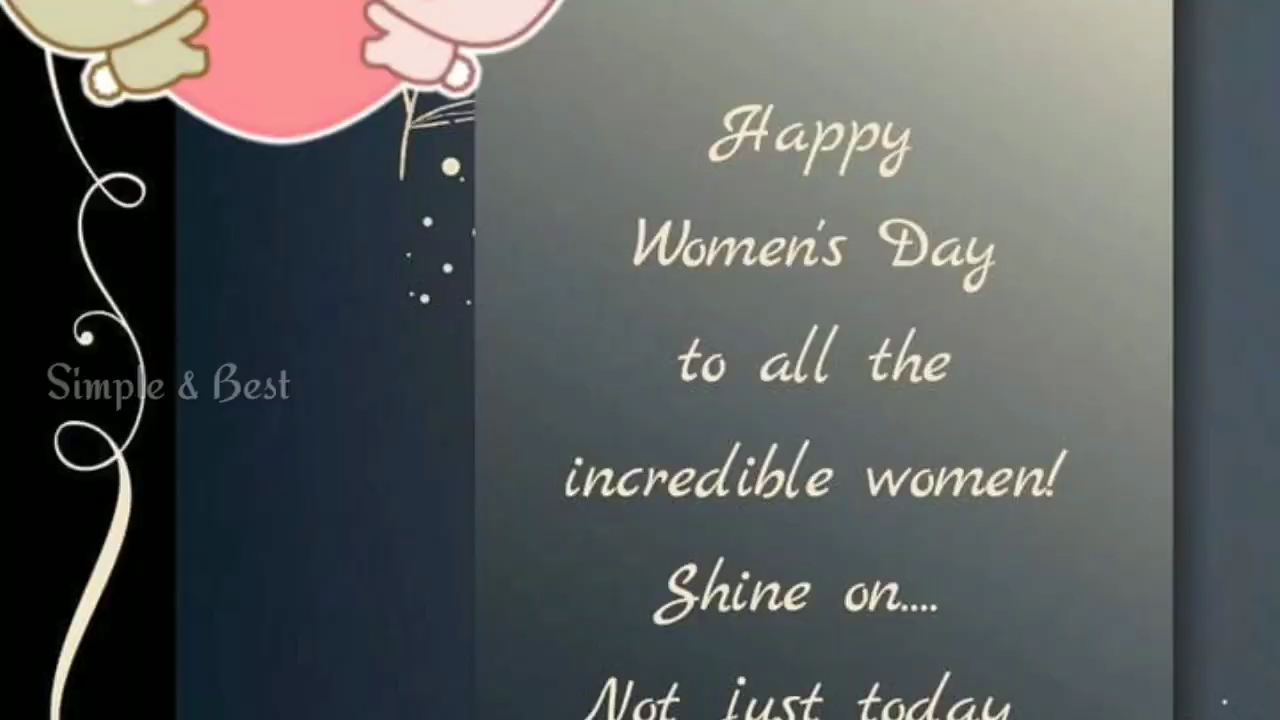 Happy
Women's Day
to all the
incredible women!
Shine on....
Not just today
Simple & Best